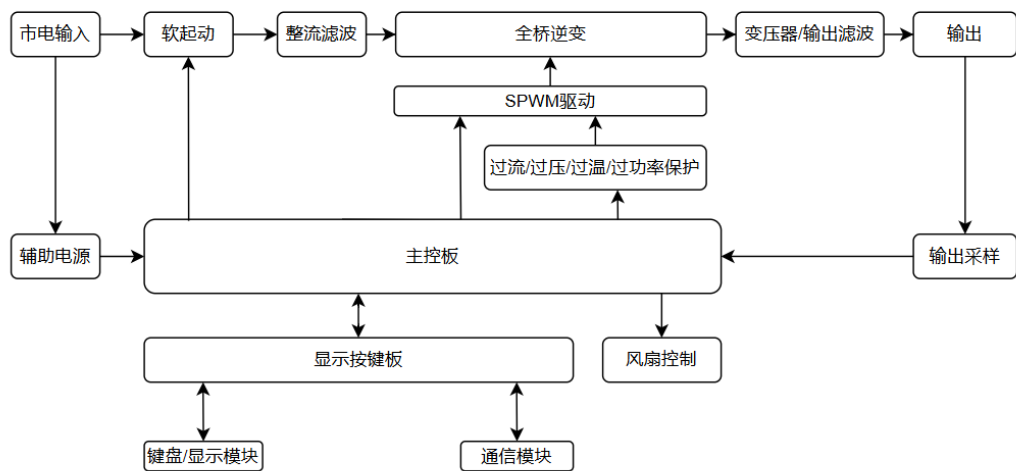 市电输入
软起动
整流滤波
全桥逆变
变压器/输出滤波
输出
SPWM驱动
过流/过压/过温/过功率保护
辅助电源
主控板
输出采样
显示按键板
风扇控制
键盘/显示模块
通信模块